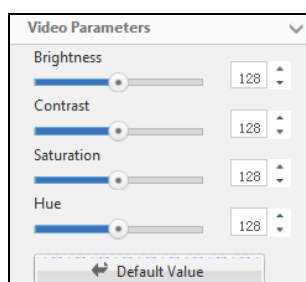 Video Parameters
Brightness
128
Contrast
128
Saturation
128
Hue
128
Default Value